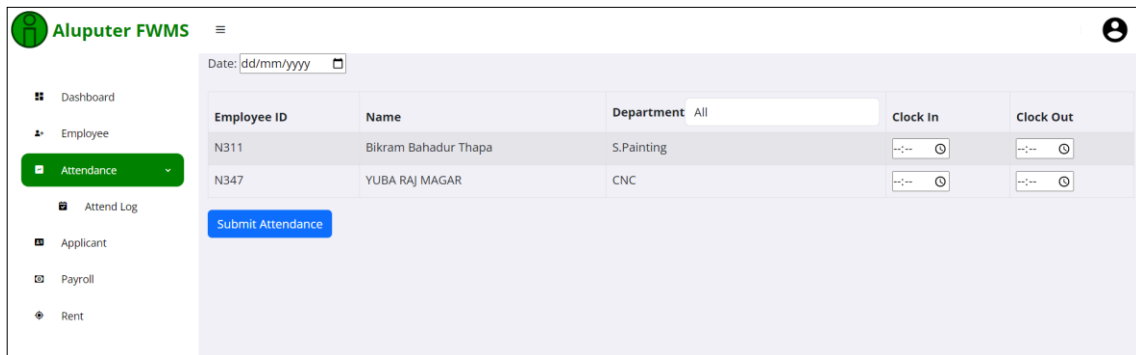 Aluputer FWMS
Date: dd/mm/yyyy
Dashboard
Employee
Attendance
Attend Log
Applicant
Payroll
Rent
Employee ID Name Department All Clock In Clock Out
N311 Bikram Bahadur Thapa S.Painting --:-- --:--
N347 YUBA RAJ MAGAR CNC --:-- --:--
Submit Attendance